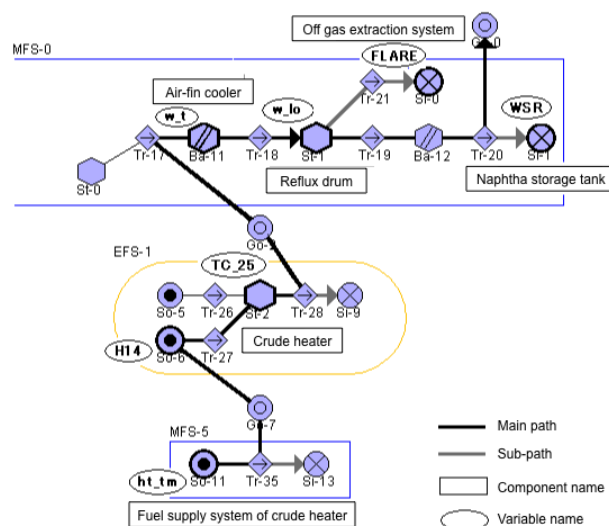 Off gas extraction system
MFS-0
FLARE
Tr-21
Si-0
Air-fin cooler
w_t
w_lo
WSR
Tr-17
Ba-11
Tr-18
St-1
Tr-19
Ba-12
Tr-20
Si-1
St-0
Reflux drum
Naphtha storage tank
EFS-1
TC_25
So-5
Tr-26
St-2
Tr-28
Si-9
H14
So-6
Tr-27
Crude heater
Go-7
MFS-5
ht_tm
So-11
Tr-35
Si-13
Fuel supply system of crude heater
Main path
Sub-path
Component name
Variable name